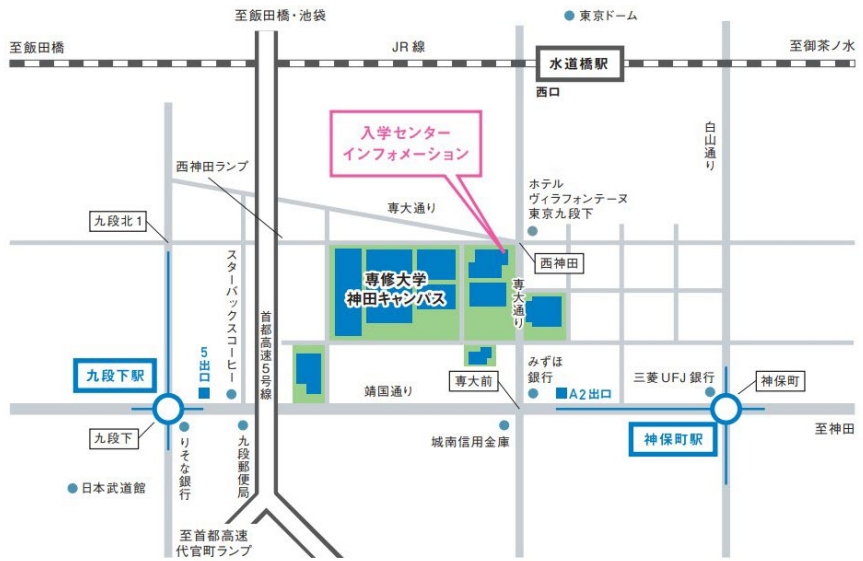 至飯田橋・池袋
東京ドーム
至飯田橋
JR線
至御茶ノ水
水道橋駅
西口
入学センター
インフォメーション
白山通り
西神田ランプ
専大通り
ホテル
ヴィラフォンテーヌ
東京九段下
九段北1
西神田
スターバックスコーヒー
専修大学
神田キャンパス
専大通り
首都高速5号線
5出口
九段下駅
みずほ
銀行
三菱UFJ銀行
神保町
靖国通り
専大前
A2出口
九段下
りそな銀行
九段郵便局
城南信用金庫
神保町駅
至神田
日本武道館
至首都高速
代官町ランプ